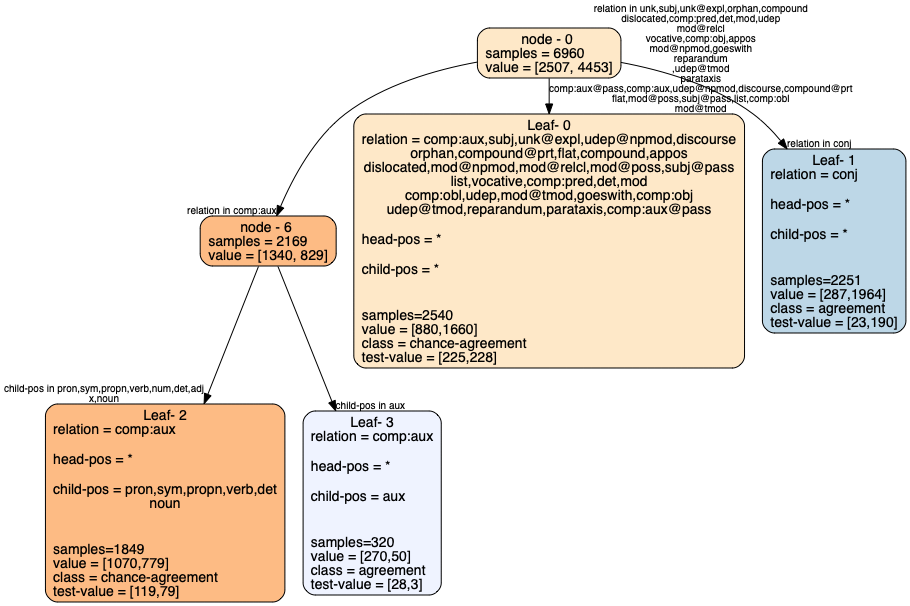 relation in unk,subj,unk@expl,orphan,compound
dislocated,comp:pred,det,mod,udep
mod@relcl
vocative,comp:obj,appos
mod@npmod,goeswith
reparandum
,udep@tmod
parataxis
comp:aux@pass,comp:aux,udep@npmod,discourse,compound@prt
flat,mod@poss,subj@pass,list,comp:obl
mod@tmod
node - 0
samples = 6960
value = [2507, 4453]
Leaf- 0
relation = comp:aux,subj,unk@expl,udep@npmod,discourse
orphan,compound@prt,flat,compound,appos
dislocated,mod@npmod,mod@relcl,mod@poss,subj@pass
list,vocative,comp:pred,det,mod
comp:obl,udep,mod@tmod,goeswith,comp:obj
udep@tmod,reparandum,parataxis,comp:aux@pass
head-pos = *
child-pos = *
samples=2540
value = [880,1660]
class = chance-agreement
test-value = [225,228]
relation in conj
Leaf- 1
relation = conj
head-pos = *
child-pos = *
samples=2251
value = [287,1964]
class = agreement
test-value = [23,190]
relation in comp:aux
node - 6
samples = 2169
value = [1340, 829]
child-pos in pron,sym,propn,verb,num,det,adj
x,noun
Leaf- 2
relation = comp:aux
head-pos = *
child-pos = pron,sym,propn,verb,det
noun
samples=1849
value = [1070,779]
class = chance-agreement
test-value = [119,79]
child-pos in aux
Leaf- 3
relation = comp:aux
head-pos = *
child-pos = aux
samples=320
value = [270,50]
class = agreement
test-value = [28,3]